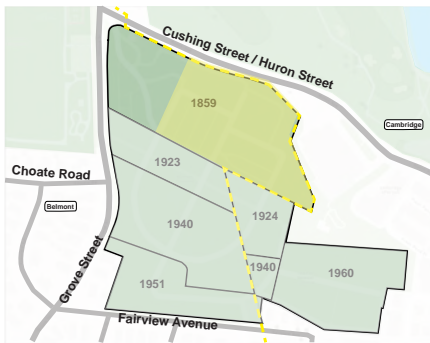 Cushing Street / Huron Street
1859
Cambridge
1923
Choate Road
Belmont
1924
1940
1940
1960
Grove Street
1951
Fairview Avenue